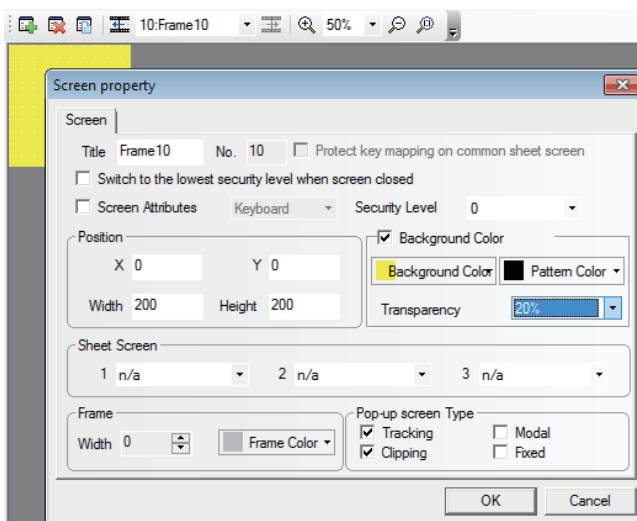 10:Frame10 50%
Screen property
Screen
Title Frame10 No. 10 Protect key mapping on common sheet screen
Switch to the lowest security level when screen closed
Screen Attributes Keyboard Security Level 0
Position Background Color
X 0 Y 0 Background Color Pattern Color
Width 200 Height 200 Transparency 20%
Sheet Screen
1 n/a 2 n/a 3 n/a
Frame Pop-up screen Type
Width 0 Frame Color Tracking Modal
Clipping Fixed
OK Cancel